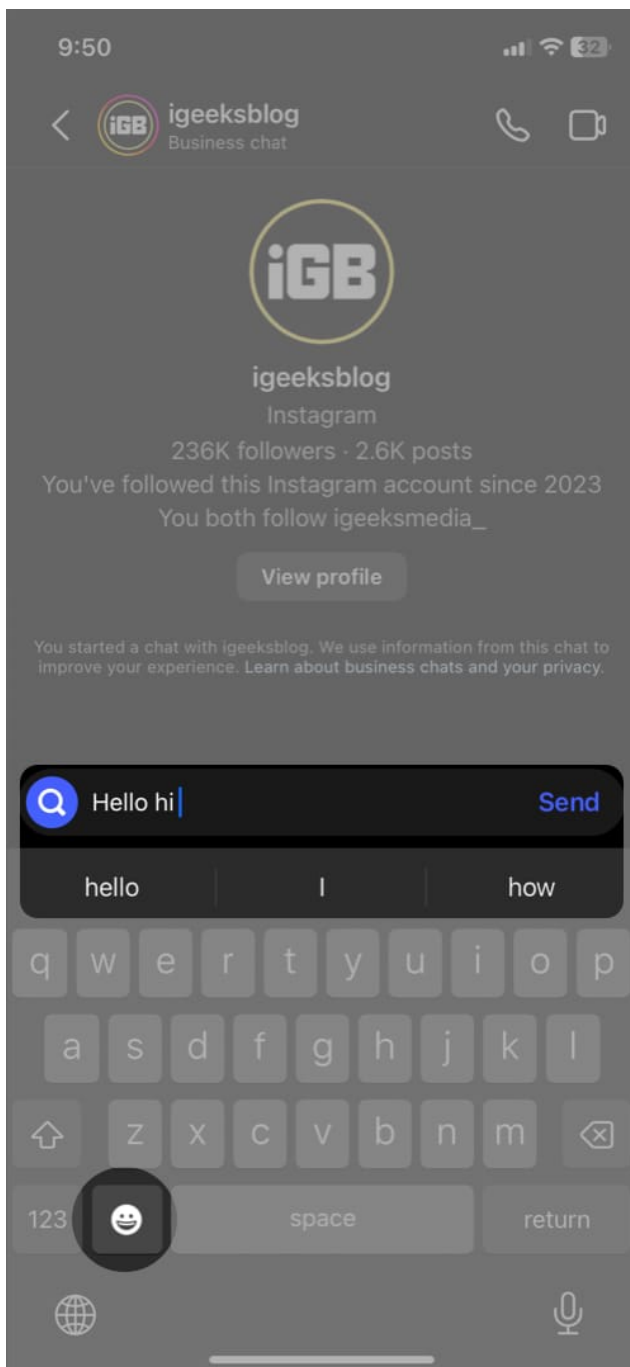 9:50
32
iGB
igeeksblog
Business chat
iGB
igeeksblog
Instagram
236K followers · 2.6K posts
You've followed this Instagram account since 2023
You both follow igeeksmedia_
View profile
You started a chat with igeeksblog. We use information from this chat to
improve your experience. Learn about business chats and your privacy.
Hello hi
Send
hello I how
q w e r t y u i o p
a s d f g h j k l
z x c v b n m
123 space return